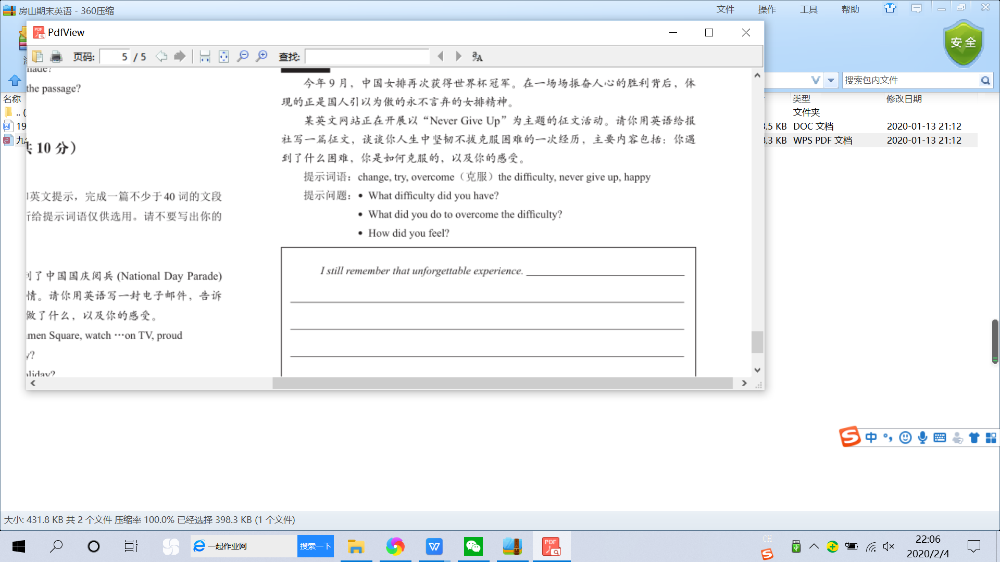 房山期末英语 - 360压缩
文件 操作 工具 帮助
PdfView
安全
页码: 5 / 5 查找:
搜索包内文件
名称 类型 修改日期
.. (
文件夹
19
.5 KB DOC 文档 2020-01-13 21:12
.3 KB WPS PDF 文档 2020-01-13 21:12
the passage?
共 10 分）
英文提示，完成一篇不少于 40 词的文段
所给提示词语仅供选用。请不要写出你的
到了中国国庆阅兵 (National Day Parade)
情。请你用英语写一封电子邮件，告诉
做了什么，以及你的感受。
men Square, watch …on TV, proud
y?
liday?
今年 9 月，中国女排再次获得世界杯冠军。在一场场振奋人心的胜利背后，体
现的正是国人引以为傲的永不言弃的女排精神。
某英文网站正在开展以“Never Give Up”为主题的征文活动。请你用英语给报
社写一篇征文，谈谈你人生中坚韧不拔克服困难的一次经历，主要内容包括：你遇
到了什么困难，你是如何克服的，以及你的感受。
提示词语：change, try, overcome（克服）the difficulty, never give up, happy
提示问题：• What difficulty did you have?
• What did you do to overcome the difficulty?
• How did you feel?
I still remember that unforgettable experience.
中
大小: 431.8 KB 共 2 个文件 压缩率 100.0% 已经选择 398.3 KB (1 个文件)
一起作业网 搜索一下
CH
22:06
2020/2/4